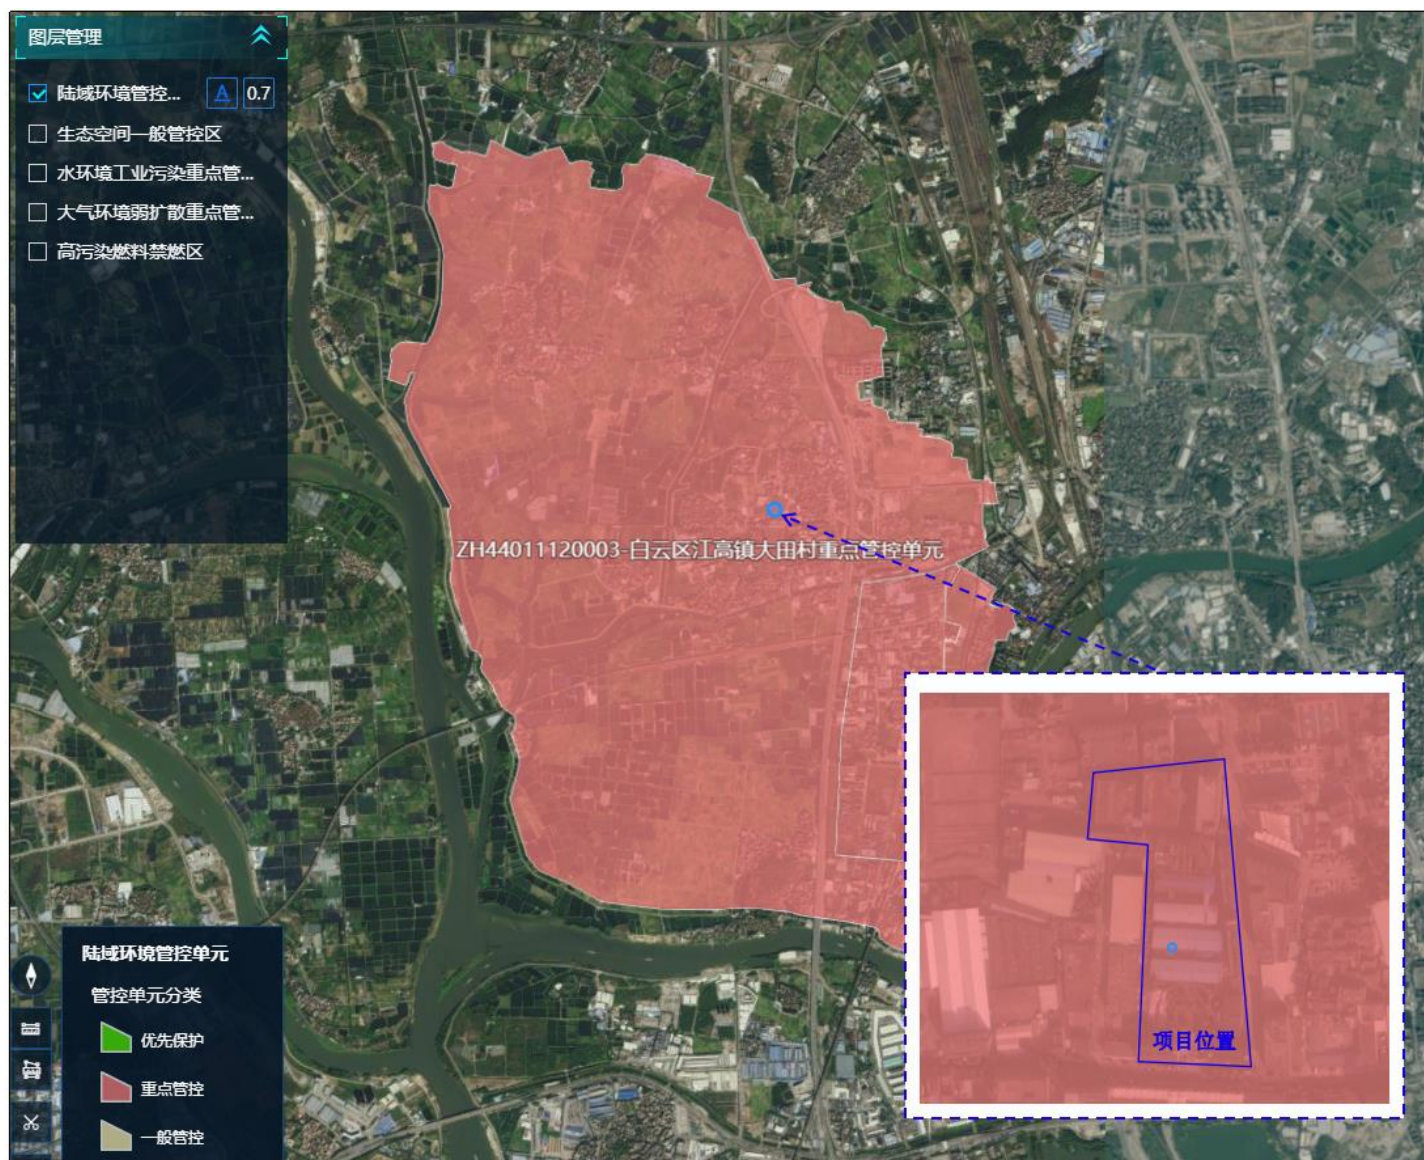 图层管理
陆域环境管控... A 0.7
生态空间一般管控区
水环境工业污染重点管...
大气环境弱扩散重点管...
高污染燃料禁燃区
ZH44011120003-白云区江高镇大田村重点管控单元
项目位置
陆域环境管控单元
管控单元分类
优先保护
重点管控
一般管控